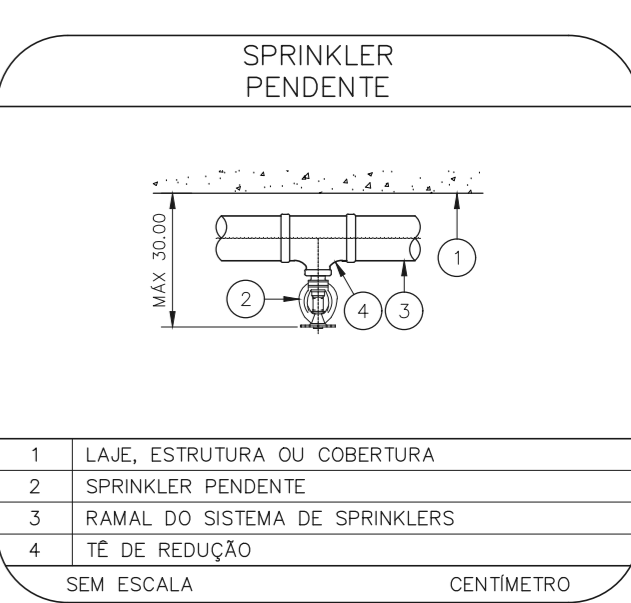 SPRINKLER
PENDENTE
MÁX 30.00
1
2
4
3
1 LAJE, ESTRUTURA OU COBERTURA
2 SPRINKLER PENDENTE
3 RAMAL DO SISTEMA DE SPRINKLERS
4 TÊ DE REDUÇÃO
SEM ESCALA CENTÍMETRO